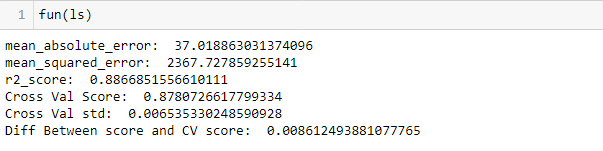 1 fun(ls)
mean_absolute_error: 37.018863031374096
mean_squared_error: 2367.727859255141
r2_score: 0.8866851556610111
Cross Val Score: 0.8780726617799334
Cross Val std: 0.006535330248590928
Diff Between score and CV score: 0.008612493881077765